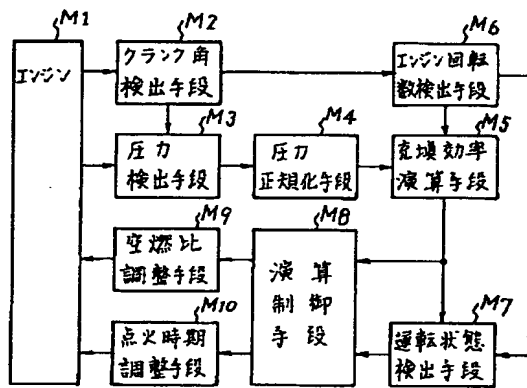 M1
エンジン
M2
クランク角
検出手段
M6
エンジン回転
数検出手段
M3
圧力
検出手段
M4
圧力
正規化手段
M5
充填効率
演算手段
M9
空燃比
調整手段
M8
演算
制御
手段
M10
点火時期
調整手段
M7
運転状態
検出手段